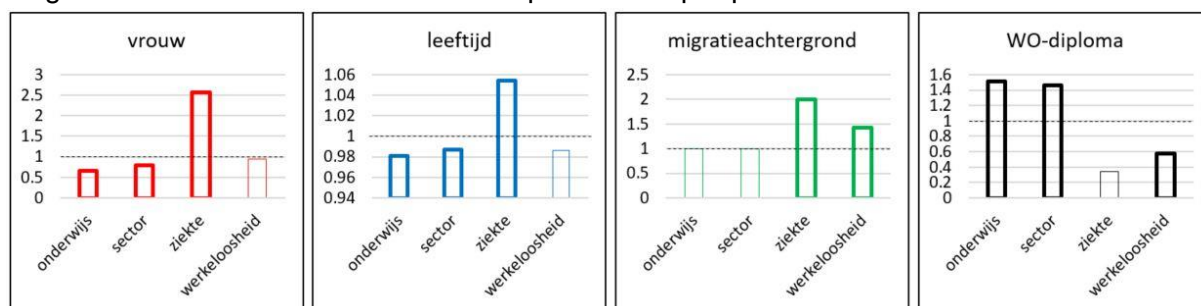 vrouw
3
2.5
2
1.5
1
0.5
0
onderwijs
sector
ziekte
werkeloosheid
leeftijd
1.06
1.04
1.02
1
0.98
0.96
0.94
onderwijs
sector
ziekte
werkeloosheid
migratieachtergrond
2.5
2
1.5
1
0.5
0
onderwijs
sector
ziekte
werkeloosheid
WO-diploma
1.6
1.4
1.2
1
0.8
0.6
0.4
0.2
0
onderwijs
sector
ziekte
werkeloosheid